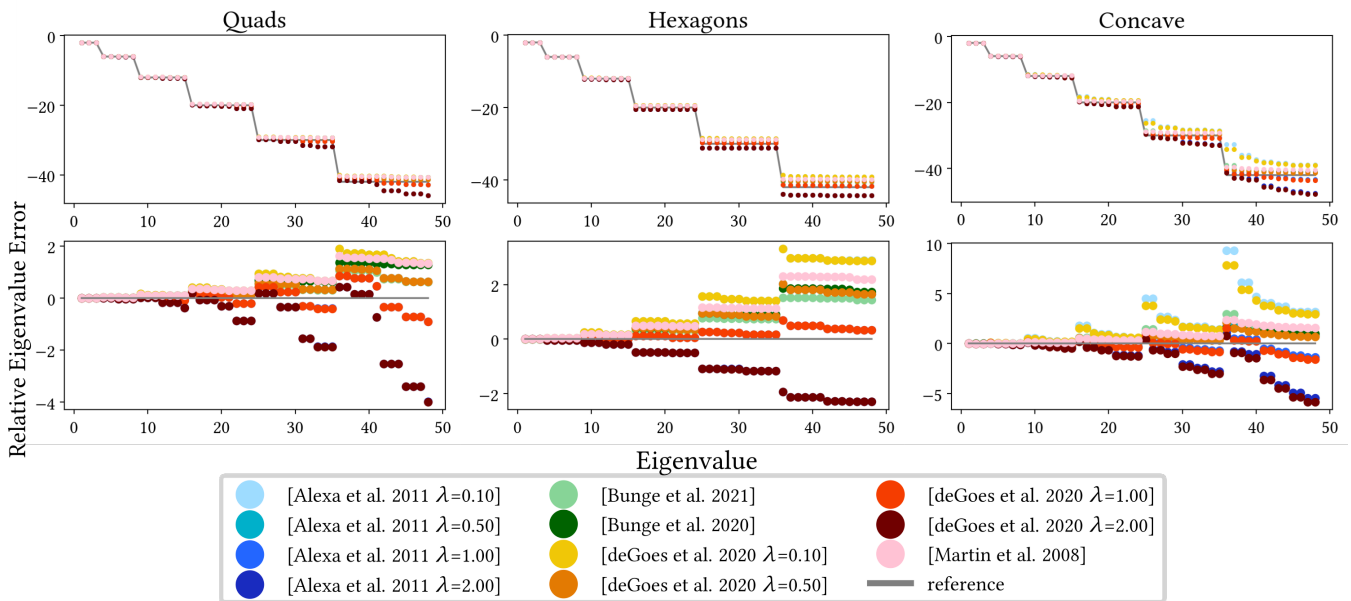 Quads
Hexagons
Concave
0
−20
−40
0 10 20 30 40 50
0
−20
−40
0 10 20 30 40 50
0
−20
−40
0 10 20 30 40 50
Relative Eigenvalue Error
2
0
−2
−4
0 10 20 30 40 50
2
0
−2
0 10 20 30 40 50
10
5
0
−5
0 10 20 30 40 50
Eigenvalue
[Alexa et al. 2011 λ=0.10]
[Alexa et al. 2011 λ=0.50]
[Alexa et al. 2011 λ=1.00]
[Alexa et al. 2011 λ=2.00]
[Bunge et al. 2021]
[Bunge et al. 2020]
[deGoes et al. 2020 λ=0.10]
[deGoes et al. 2020 λ=0.50]
[deGoes et al. 2020 λ=1.00]
[deGoes et al. 2020 λ=2.00]
[Martin et al. 2008]
reference